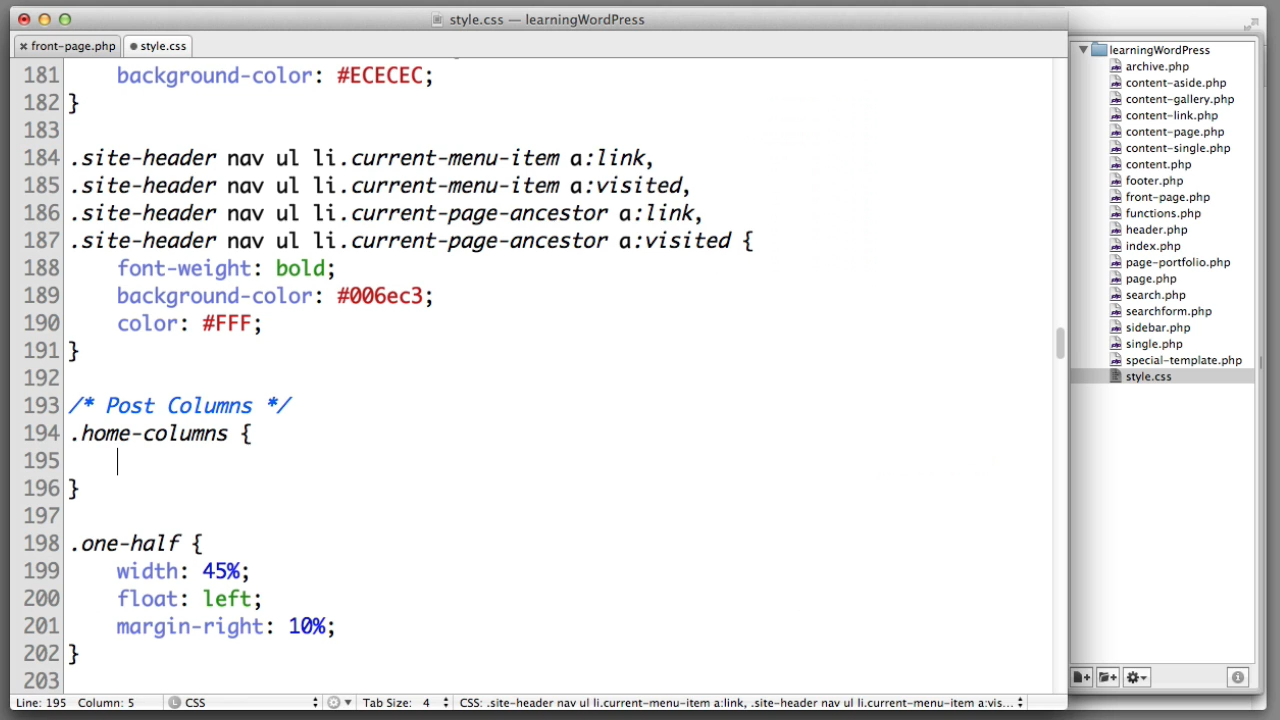 style.css — learningWordPress
front-page.php
style.css
181 background-color: #ECECEC;
182 }
183
184 .site-header nav ul li.current-menu-item a:link,
185 .site-header nav ul li.current-menu-item a:visited,
186 .site-header nav ul li.current-page-ancestor a:link,
187 .site-header nav ul li.current-page-ancestor a:visited {
188 font-weight: bold;
189 background-color: #006ec3;
190 color: #FFF;
191 }
192
193 /* Post Columns */
194 .home-columns {
195
196 }
197
198 .one-half {
199 width: 45%;
200 float: left;
201 margin-right: 10%;
202 }
203
Line: 195 Column: 5
CSS
Tab Size: 4
CSS: .site-header nav ul li.current-menu-item a:link, .site-header nav ul li.current-menu-item a:vis...
learningWordPress
archive.php
content-aside.php
content-gallery.php
content-link.php
content-page.php
content-single.php
content.php
footer.php
front-page.php
functions.php
header.php
index.php
page-portfolio.php
page.php
search.php
searchform.php
sidebar.php
single.php
special-template.php
style.css